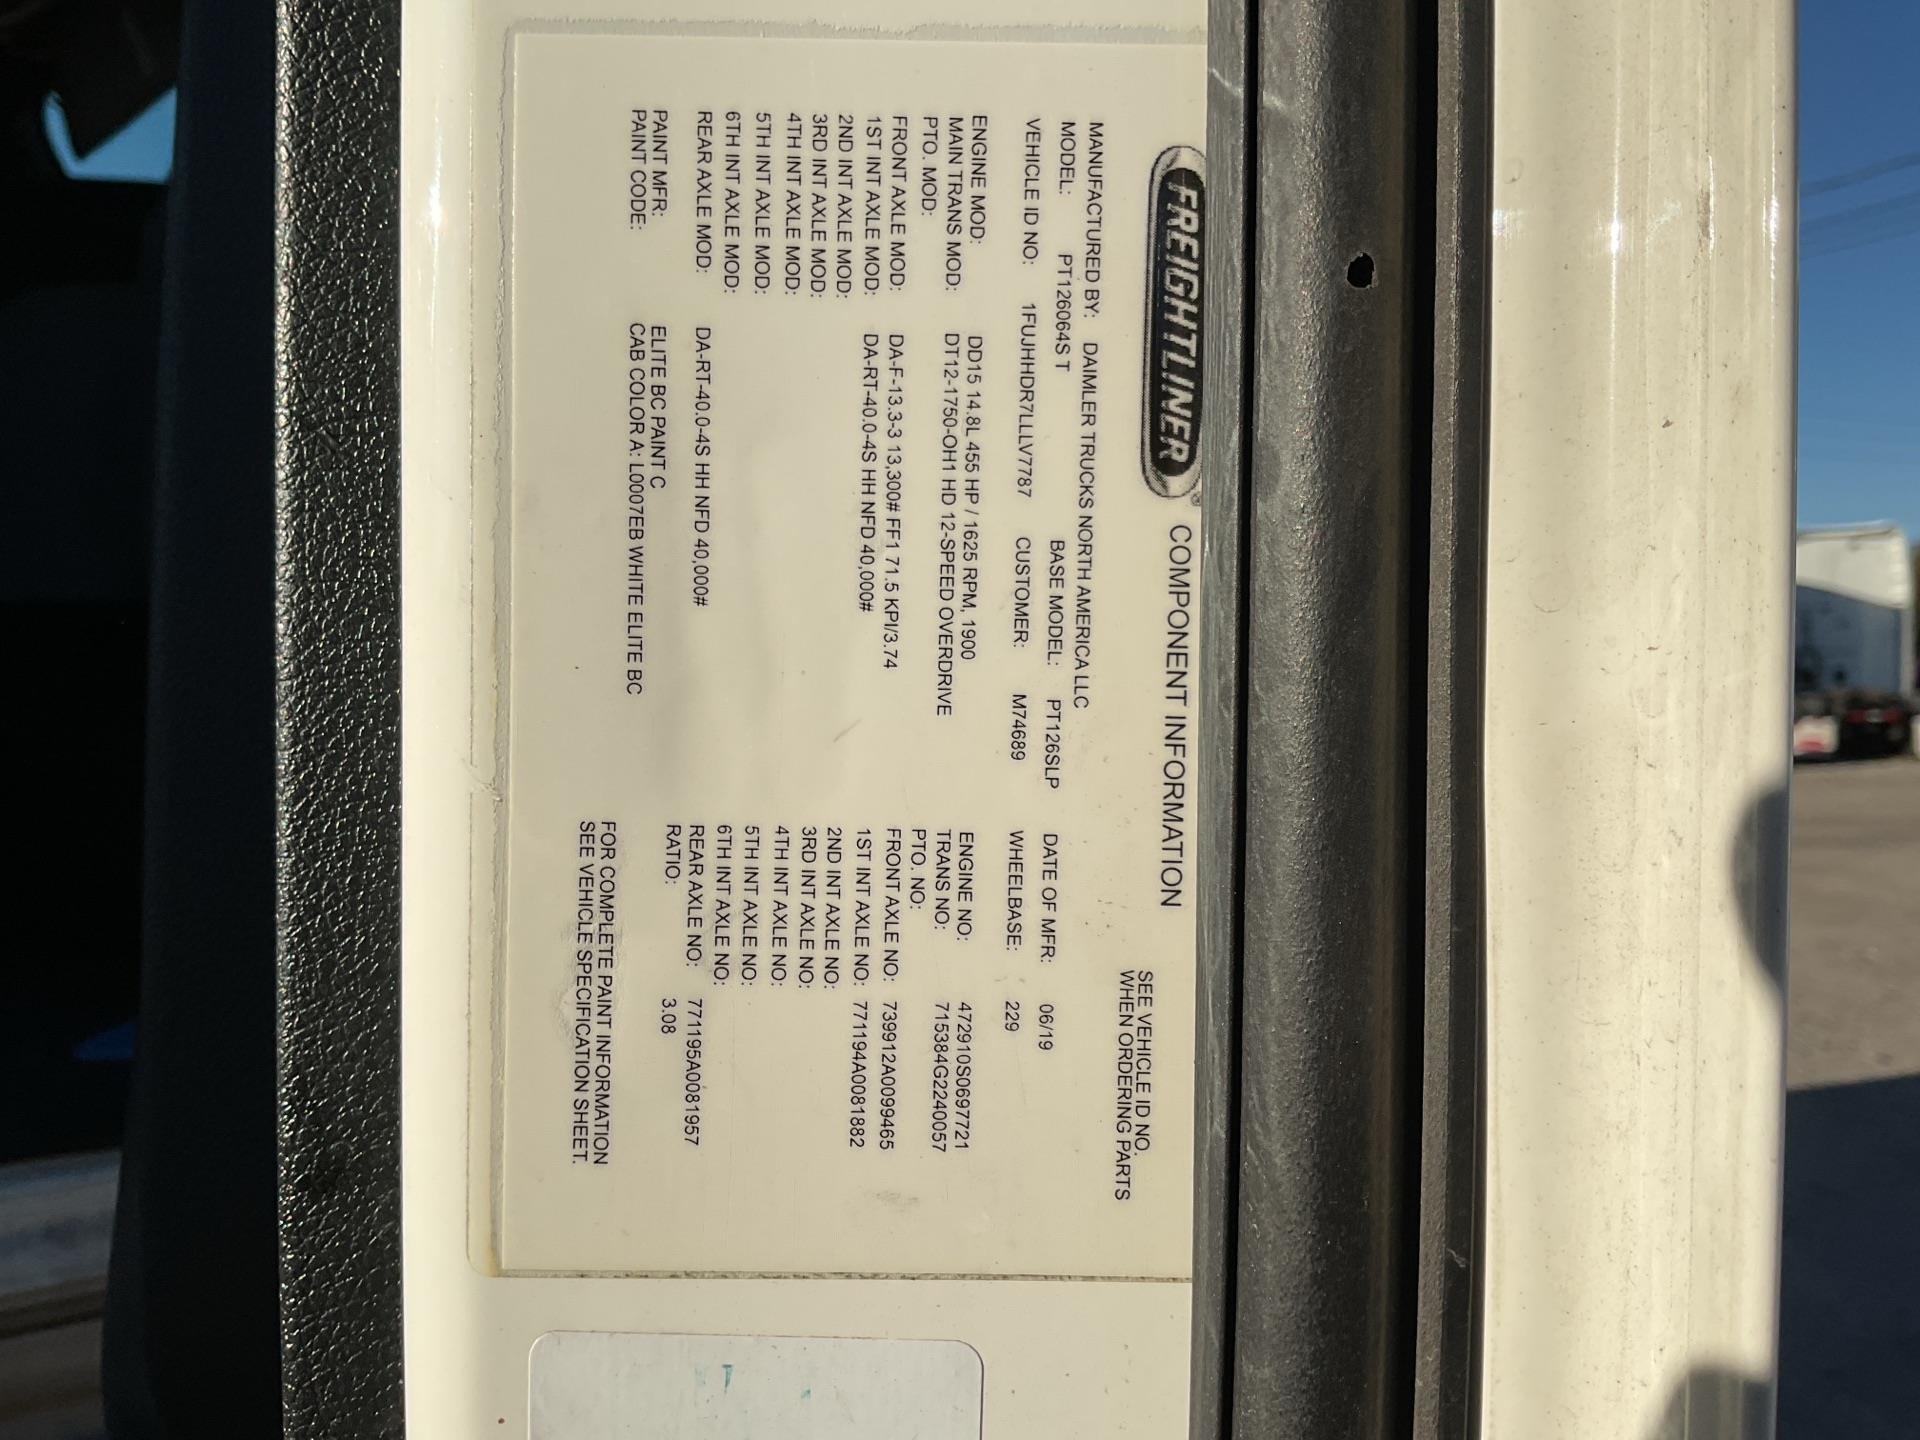 FREIGHTLINER® COMPONENT INFORMATION
SEE VEHICLE ID NO.
WHEN ORDERING PARTS
MANUFACTURED BY: DAIMLER TRUCKS NORTH AMERICA LLC
MODEL: PT126064S T BASE MODEL: PT126SLP DATE OF MFR: 06/19
VEHICLE ID NO: 1FUJHHDR7LLLV7787 CUSTOMER: M74689 WHEELBASE: 229
ENGINE MOD: DD15 14.8L 455 HP / 1625 RPM, 1900 ENGINE NO: 472910S0697721
MAIN TRANS MOD: DT12-1750-OH1 HD 12-SPEED OVERDRIVE TRANS NO: 715384G2240057
PTO. MOD: PTO. NO:
FRONT AXLE MOD: DA-F-13.3-3 13,300# FF1 71.5 KPI/3.74 FRONT AXLE NO: 739912A0099465
1ST INT AXLE MOD: DA-RT-40.0-4S HH NFD 40,000# 1ST INT AXLE NO: 771194A0081882
2ND INT AXLE MOD: 2ND INT AXLE NO:
3RD INT AXLE MOD: 3RD INT AXLE NO:
4TH INT AXLE MOD: 4TH INT AXLE NO:
5TH INT AXLE MOD: 5TH INT AXLE NO:
6TH INT AXLE MOD: 6TH INT AXLE NO:
REAR AXLE MOD: DA-RT-40.0-4S HH NFD 40,000# REAR AXLE NO: 771195A0081957
RATIO: 3.08
PAINT MFR: ELITE BC PAINT C
PAINT CODE: CAB COLOR A: L0007EB WHITE ELITE BC
FOR COMPLETE PAINT INFORMATION
SEE VEHICLE SPECIFICATION SHEET.